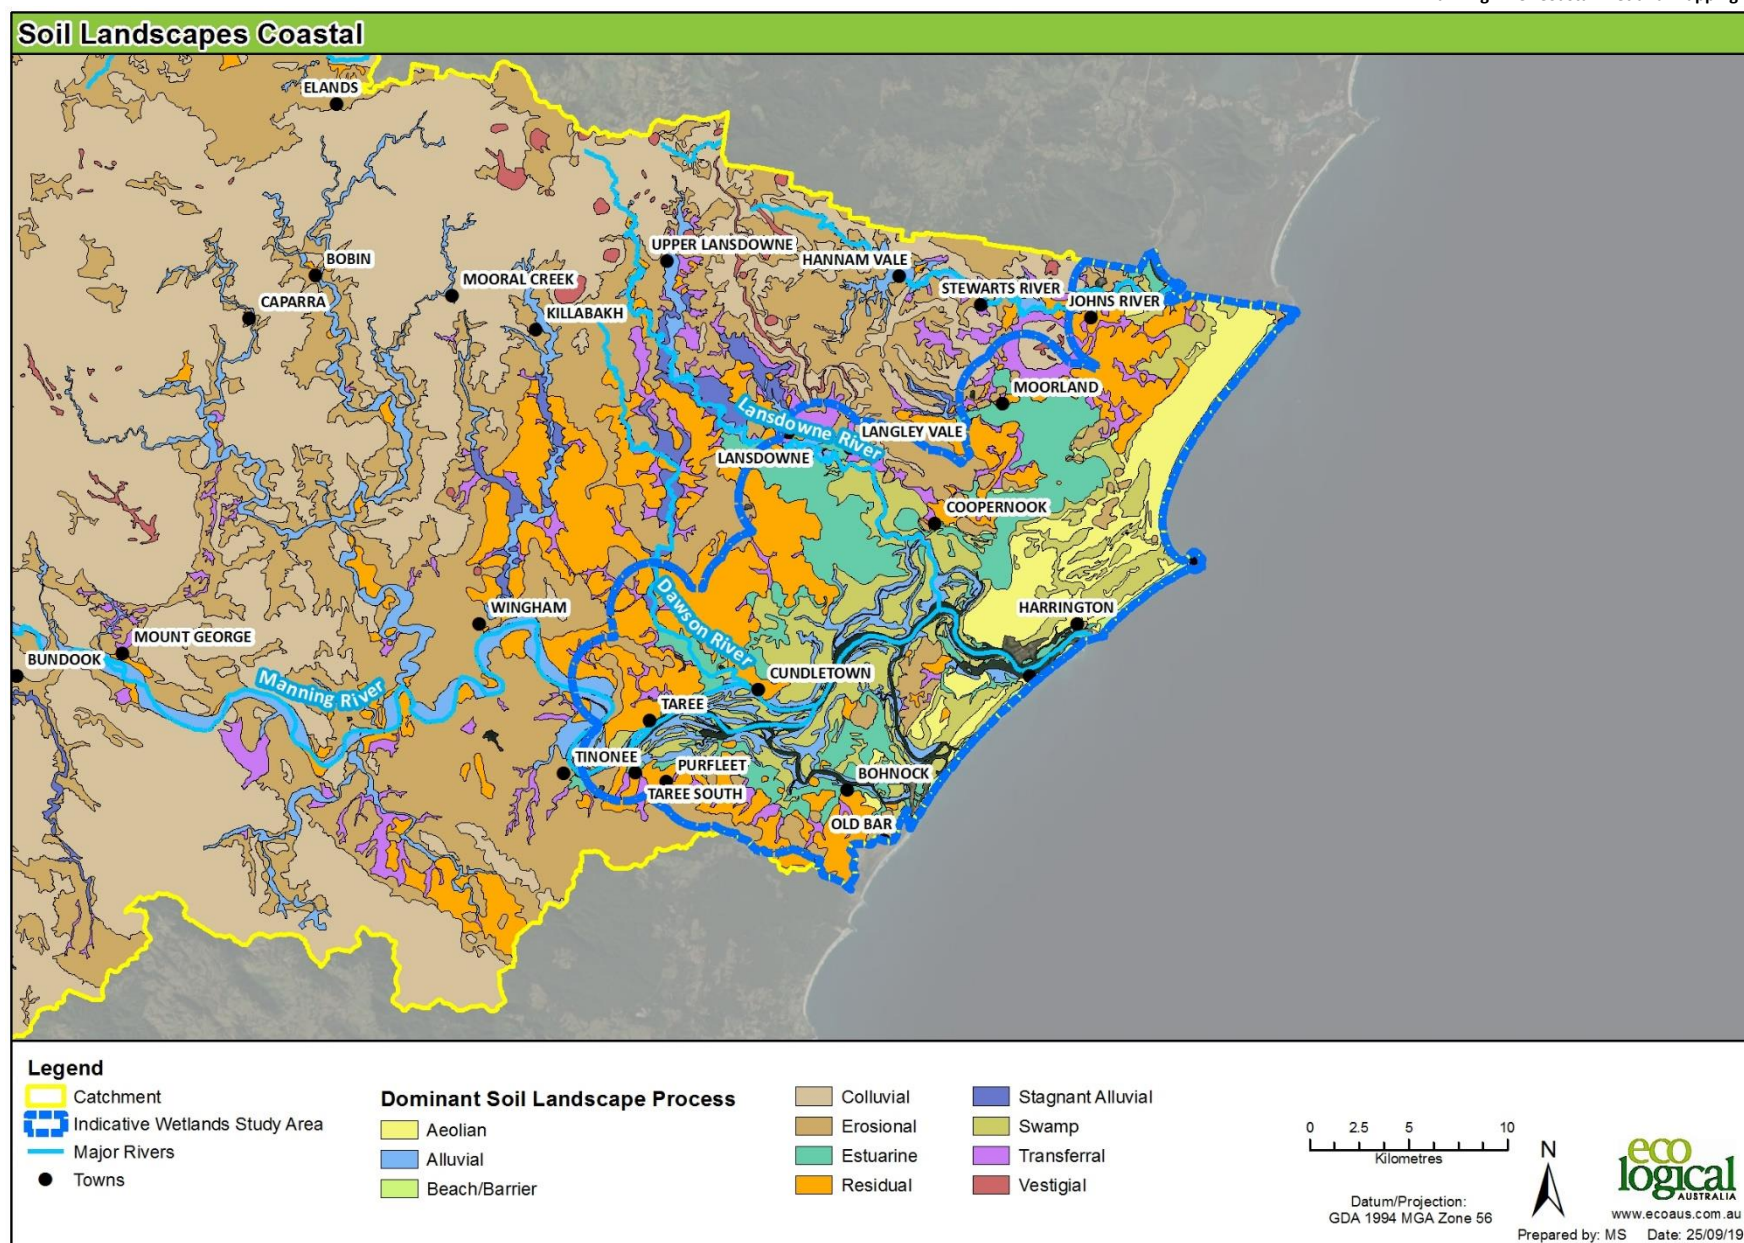 Soil Landscapes Coastal
ELANDS
BOBIN
UPPER LANSDOWNE
HANNAM VALE
MOORAL CREEK
STEWARTS RIVER
CAPARRA
JOHNS RIVER
KILLABAKH
MOORLAND
Lansdowne River
LANGLEY VALE
LANSDOWNE
COOPERNOOK
WINGHAM
Dawson River
HARRINGTON
MOUNT GEORGE
BUNDOOK
Manning River
CUNDLETOWN
TAREE
TINONEE
PURFLEET
BOHNOCK
TAREE SOUTH
OLD BAR
Legend
Catchment
Indicative Wetlands Study Area
Major Rivers
Towns
Dominant Soil Landscape Process
Aeolian
Alluvial
Beach/Barrier
Colluvial
Erosional
Estuarine
Residual
Stagnant Alluvial
Swamp
Transferral
Vestigial
0 2.5 5 10
Kilometres
Datum/Projection:
GDA 1994 MGA Zone 56
N
eco
logical
AUSTRALIA
www.ecoaus.com.au
Prepared by: MS Date: 25/09/19